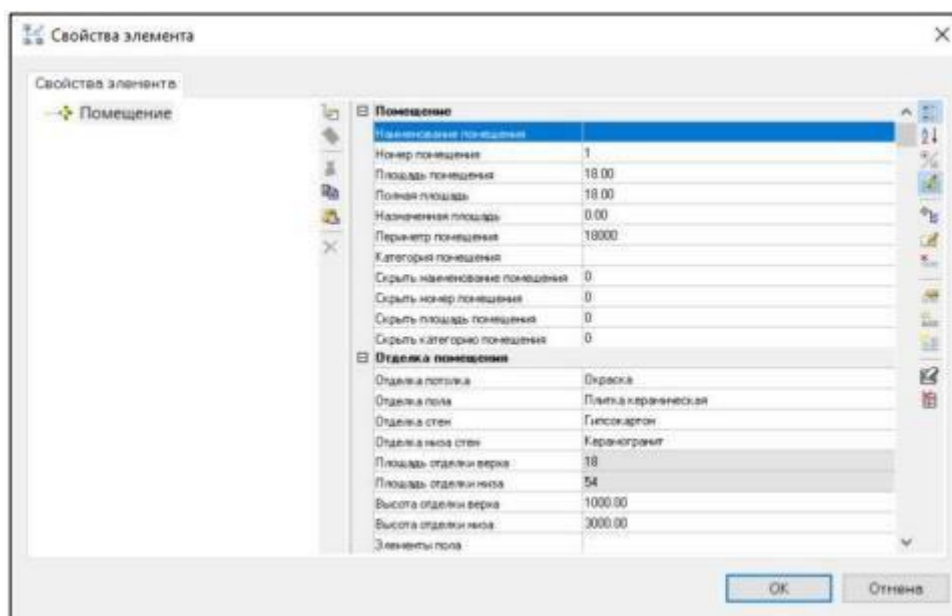 Свойства элемента
Свойства элемента
Помещение
Помещение
Наименование помещения
Номер помещения 1
Площадь помещения 18.00
Полная площадь 18.00
Назначенная площадь 0.00
Периметр помещения 18000
Категория помещения
Скрыть наименование помещения 0
Скрыть номер помещения 0
Скрыть площадь помещения 0
Скрыть категорию помещения 0
Отделка помещения
Отделка потолка Окраска
Отделка пола Плитка керамическая
Отделка стен Гипсокартон
Отделка низа стен Керамогранит
Площадь отделки верха 18
Площадь отделки низа 54
Высота отделки верха 1000.00
Высота отделки низа 3000.00
Элементы пола
OK Отмена